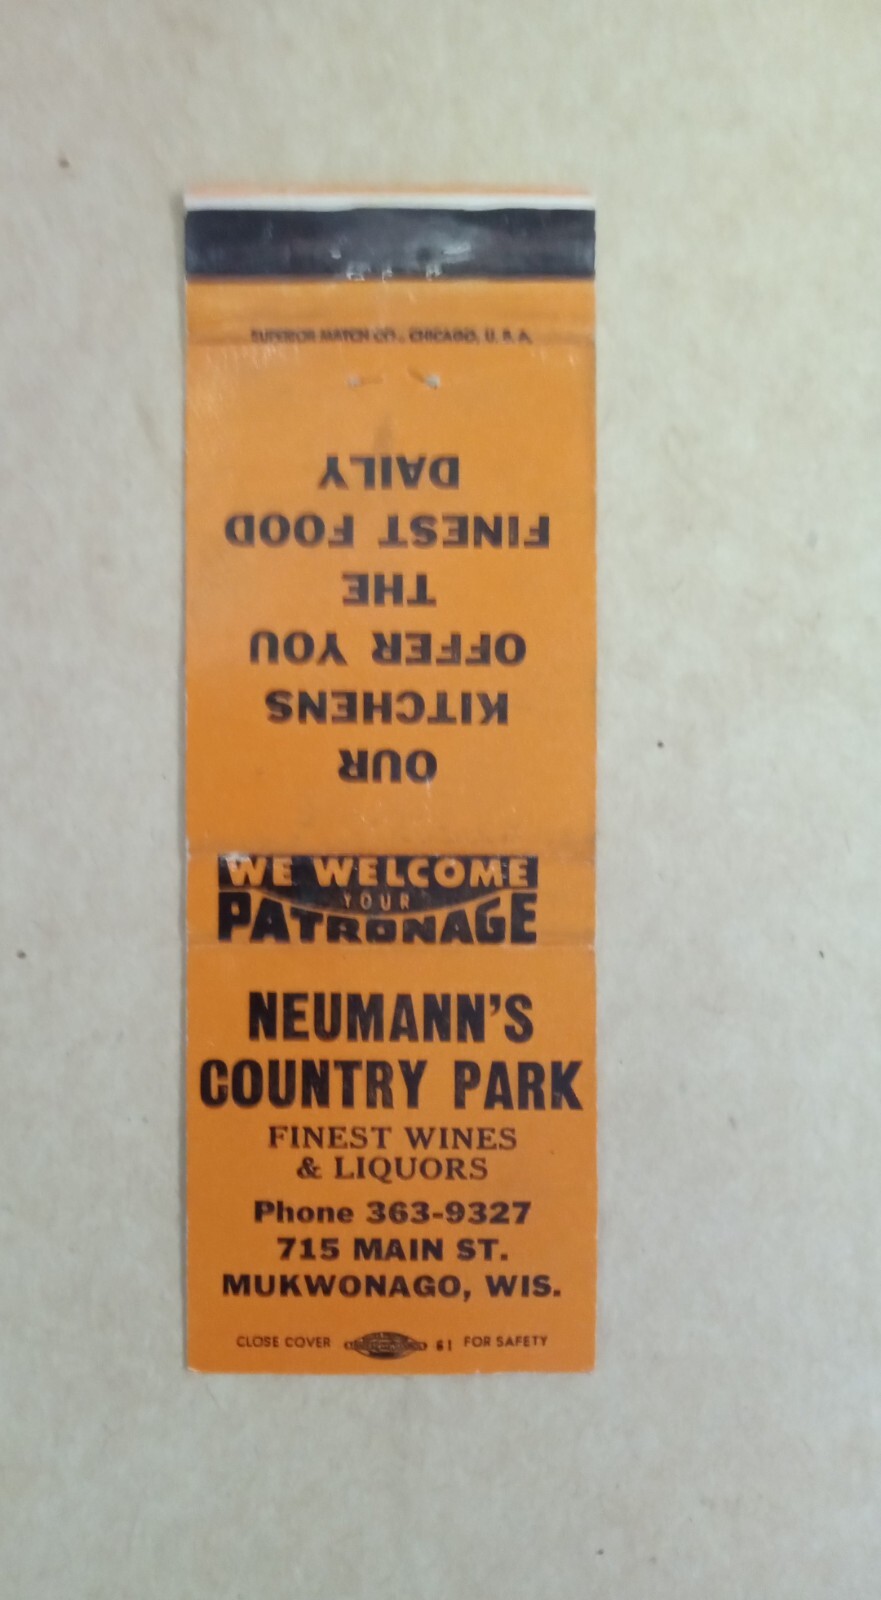 SUPERIOR MATCH CO., CHICAGO, U. S. A.
OUR
KITCHENS
OFFER YOU
THE
FINEST FOOD
DAILY
WE WELCOME
YOUR
PATRONAGE
NEUMANN'S
COUNTRY PARK
FINEST WINES
& LIQUORS
Phone 363-9327
715 MAIN ST.
MUKWONAGO, WIS.
CLOSE COVER 61 FOR SAFETY